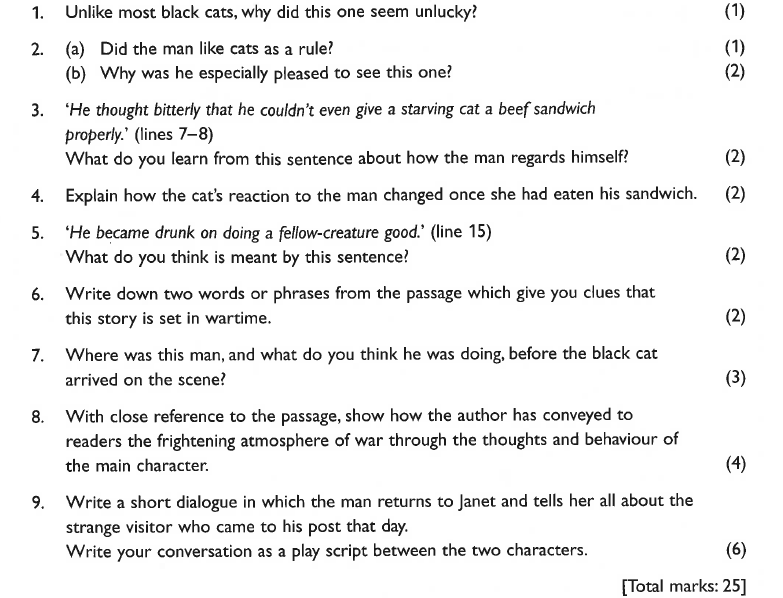 1. Unlike most black cats, why did this one seem unlucky? (1)
2. (a) Did the man like cats as a rule? (1)
(b) Why was he especially pleased to see this one? (2)
3. ‘He thought bitterly that he couldn’t even give a starving cat a beef sandwich
properly.’ (lines 7–8)
What do you learn from this sentence about how the man regards himself? (2)
4. Explain how the cat’s reaction to the man changed once she had eaten his sandwich. (2)
5. ‘He became drunk on doing a fellow-creature good.’ (line 15)
What do you think is meant by this sentence? (2)
6. Write down two words or phrases from the passage which give you clues that
this story is set in wartime. (2)
7. Where was this man, and what do you think he was doing, before the black cat
arrived on the scene? (3)
8. With close reference to the passage, show how the author has conveyed to
readers the frightening atmosphere of war through the thoughts and behaviour of
the main character. (4)
9. Write a short dialogue in which the man returns to Janet and tells her all about the
strange visitor who came to his post that day.
Write your conversation as a play script between the two characters. (6)
[Total marks: 25]